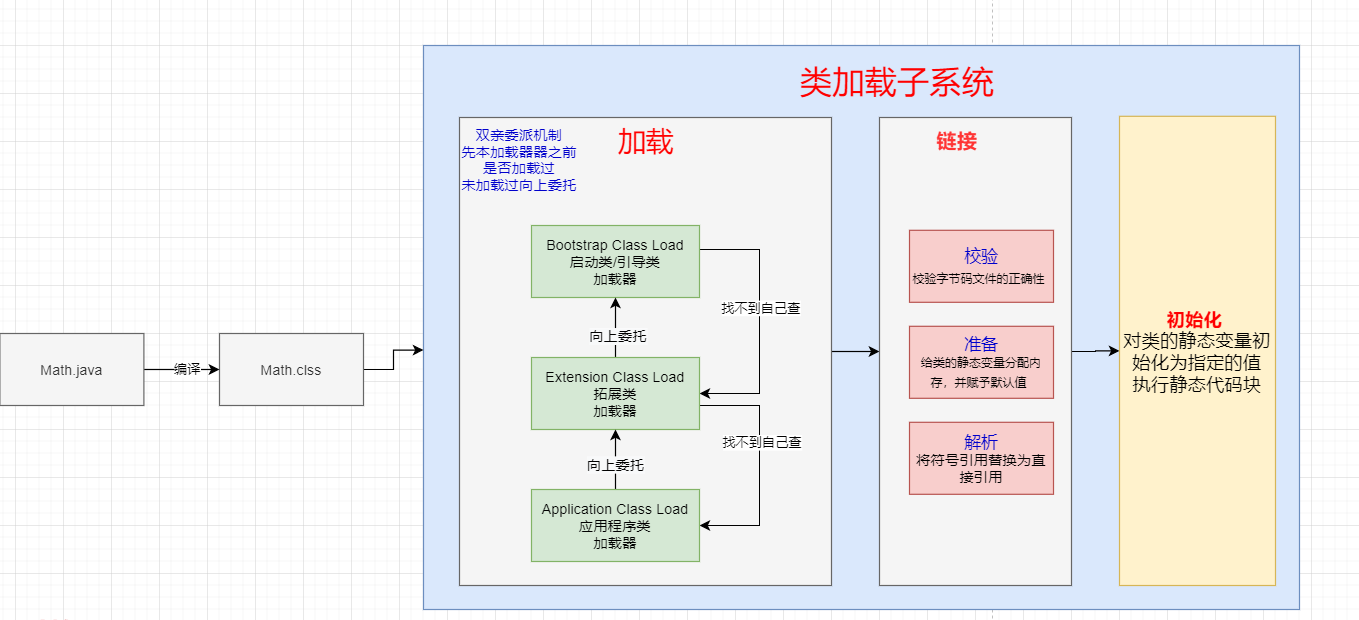 类加载子系统
双亲委派机制
先本加载器器之前
是否加载过
未加载过向上委托
加载
Bootstrap Class Load
启动类/引导类
加载器
找不到自己查
向上委托
Extension Class Load
拓展类
加载器
找不到自己查
向上委托
Application Class Load
应用程序类
加载器
链接
校验
校验字节码文件的正确性
准备
给类的静态变量分配内
存，并赋予默认值
解析
将符号引用替换为直
接引用
初始化
对类的静态变量初
始化为指定的值
执行静态代码块
Math.java
编译
Math.clss